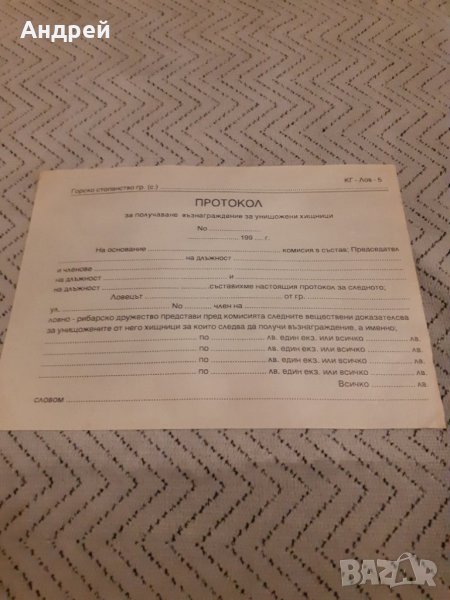 Андрей
КГ - Лов - 5
Горско стопанство гр. (с.) ..............................
ПРОТОКОЛ
за получаване възнаграждение за унищожени хищници
No ....................
.................... 199 .... г.
На основание .............................. комисия в състав: Председател
.............................. на длъжност ..............................
и членове .............................. на длъжност ..............................
на длъжност .............................. и ..............................
на длъжност .............................. съставихме настоящия протокол за следното:
Ловецът .............................. от гр. ..............
ул. .............................. No .......... член на ..............................
ловно - рибарско дружество представи пред комисията следните веществени доказателсва
за унищожените от него хищници за които следва да получи възнаграждение, а именно:
.............................. по .............. лв. един екз. или всичко .......... лв.
.............................. по .............. лв. един екз. или всичко .......... лв.
.............................. по .............. лв. един екз. или всичко .......... лв.
.............................. по .............. лв. един екз. или всичко .......... лв.
Всичко .......... лв.
словом ..............................
BAZAR